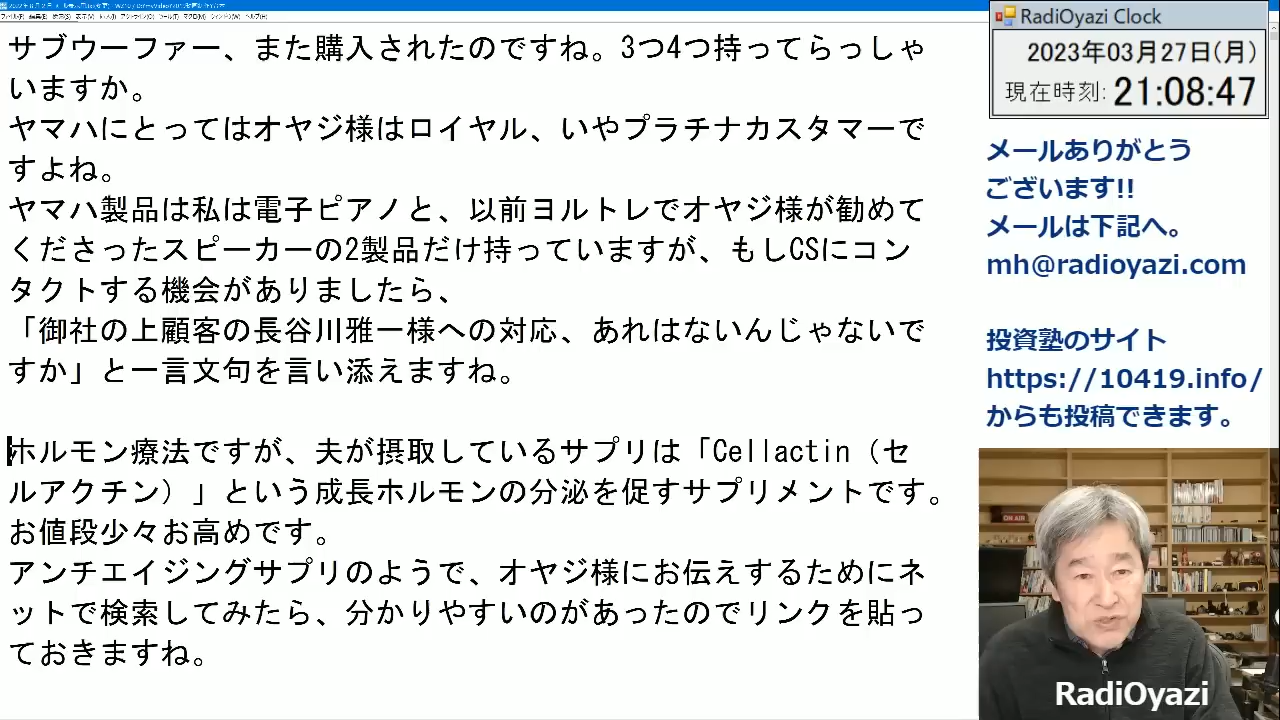 サブウーファー、また購入されたのですね。3つ4つ持ってらっしゃ
いますか。
ヤマハにとってはオヤジ様はロイヤル、いやプラチナカスタマーで
すよね。
ヤマハ製品は私は電子ピアノと、以前ヨルトレでオヤジ様が勧めて
くださったスピーカーの2製品だけ持っていますが、もしCSにコン
タクトする機会がありましたら、
「御社の上顧客の長谷川雅一様への対応、あれはないんじゃないで
すか」と一言文句を言い添えますね。
ホルモン療法ですが、夫が摂取しているサプリは「Cellactin（セ
ルアクチン）」という成長ホルモンの分泌を促すサプリメントです。
お値段少々お高めです。
アンチエイジングサプリのようで、オヤジ様にお伝えするためにネ
ットで検索してみたら、分かりやすいのがあったのでリンクを貼っ
ておきますね。
RadiOyazi Clock
2023年03月27日(月)
現在時刻: 21:08:47
メールありがとう
ございます!!
メールは下記へ。
mh@radioyazi.com
投資塾のサイト
https://10419.info/
からも投稿できます。
ON AIR
RadiOyazi